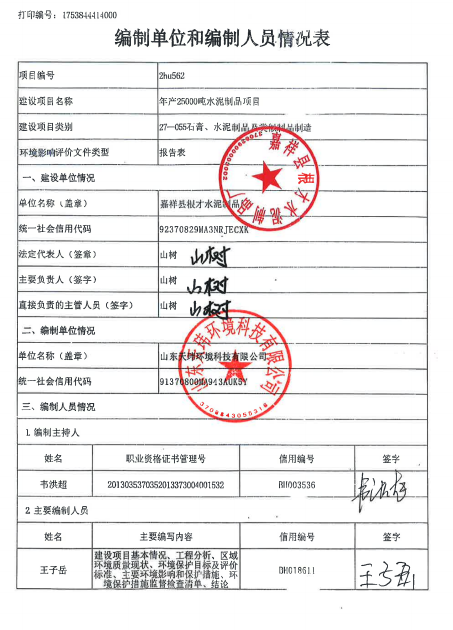 打印编号：1753844414000
编制单位和编制人员情况表
项目编号 2hu562
建设项目名称 年产25000吨水泥制品项目
建设项目类别 27—055石膏、水泥制品及类似制品制造
环境影响评价文件类型 报告表
一、建设单位情况
单位名称（盖章） 嘉祥县根才水泥制品厂
统一社会信用代码 92370829MA3NRJECXK
法定代表人（签章） 山树 山树
主要负责人（签字） 山树 山树
直接负责的主管人员（签字） 山树 山树
二、编制单位情况
单位名称（盖章） 山东天玮环境科技有限公司
统一社会信用代码 91370800MA943AUK5Y
三、编制人员情况
1.编制主持人
姓名 职业资格证书管理号 信用编号 签字
韦洪超 2013035370352013373004001532 BH003536 韦洪超
2.主要编制人员
姓名 主要编写内容 信用编号 签字
王子岳 建设项目基本情况、工程分析、区域
环境质量现状、环境保护目标及评价
标准、主要环境影响和保护措施、环
境保护措施监督检查清单、结论 BH018611 王子岳
嘉祥县根才水泥制品厂
山东天玮环境科技有限公司